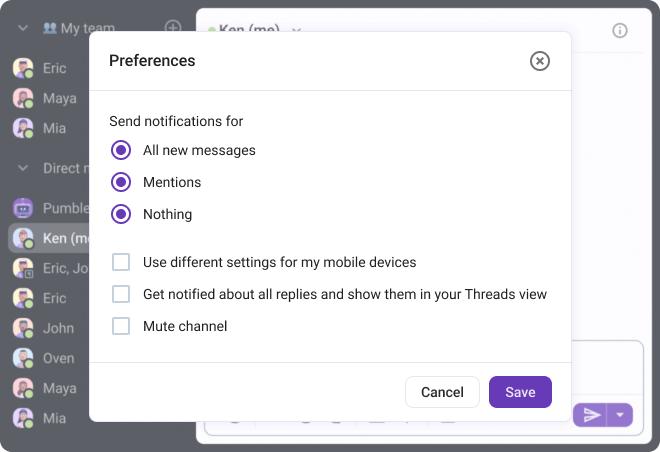 My team
Ken (me)
Eric
Maya
Mia
Direct m
Pumble
Ken (me
Eric, Jo
Eric
John
Oven
Maya
Mia
Preferences
Send notifications for
All new messages
Mentions
Nothing
Use different settings for my mobile devices
Get notified about all replies and show them in your Threads view
Mute channel
Cancel
Save